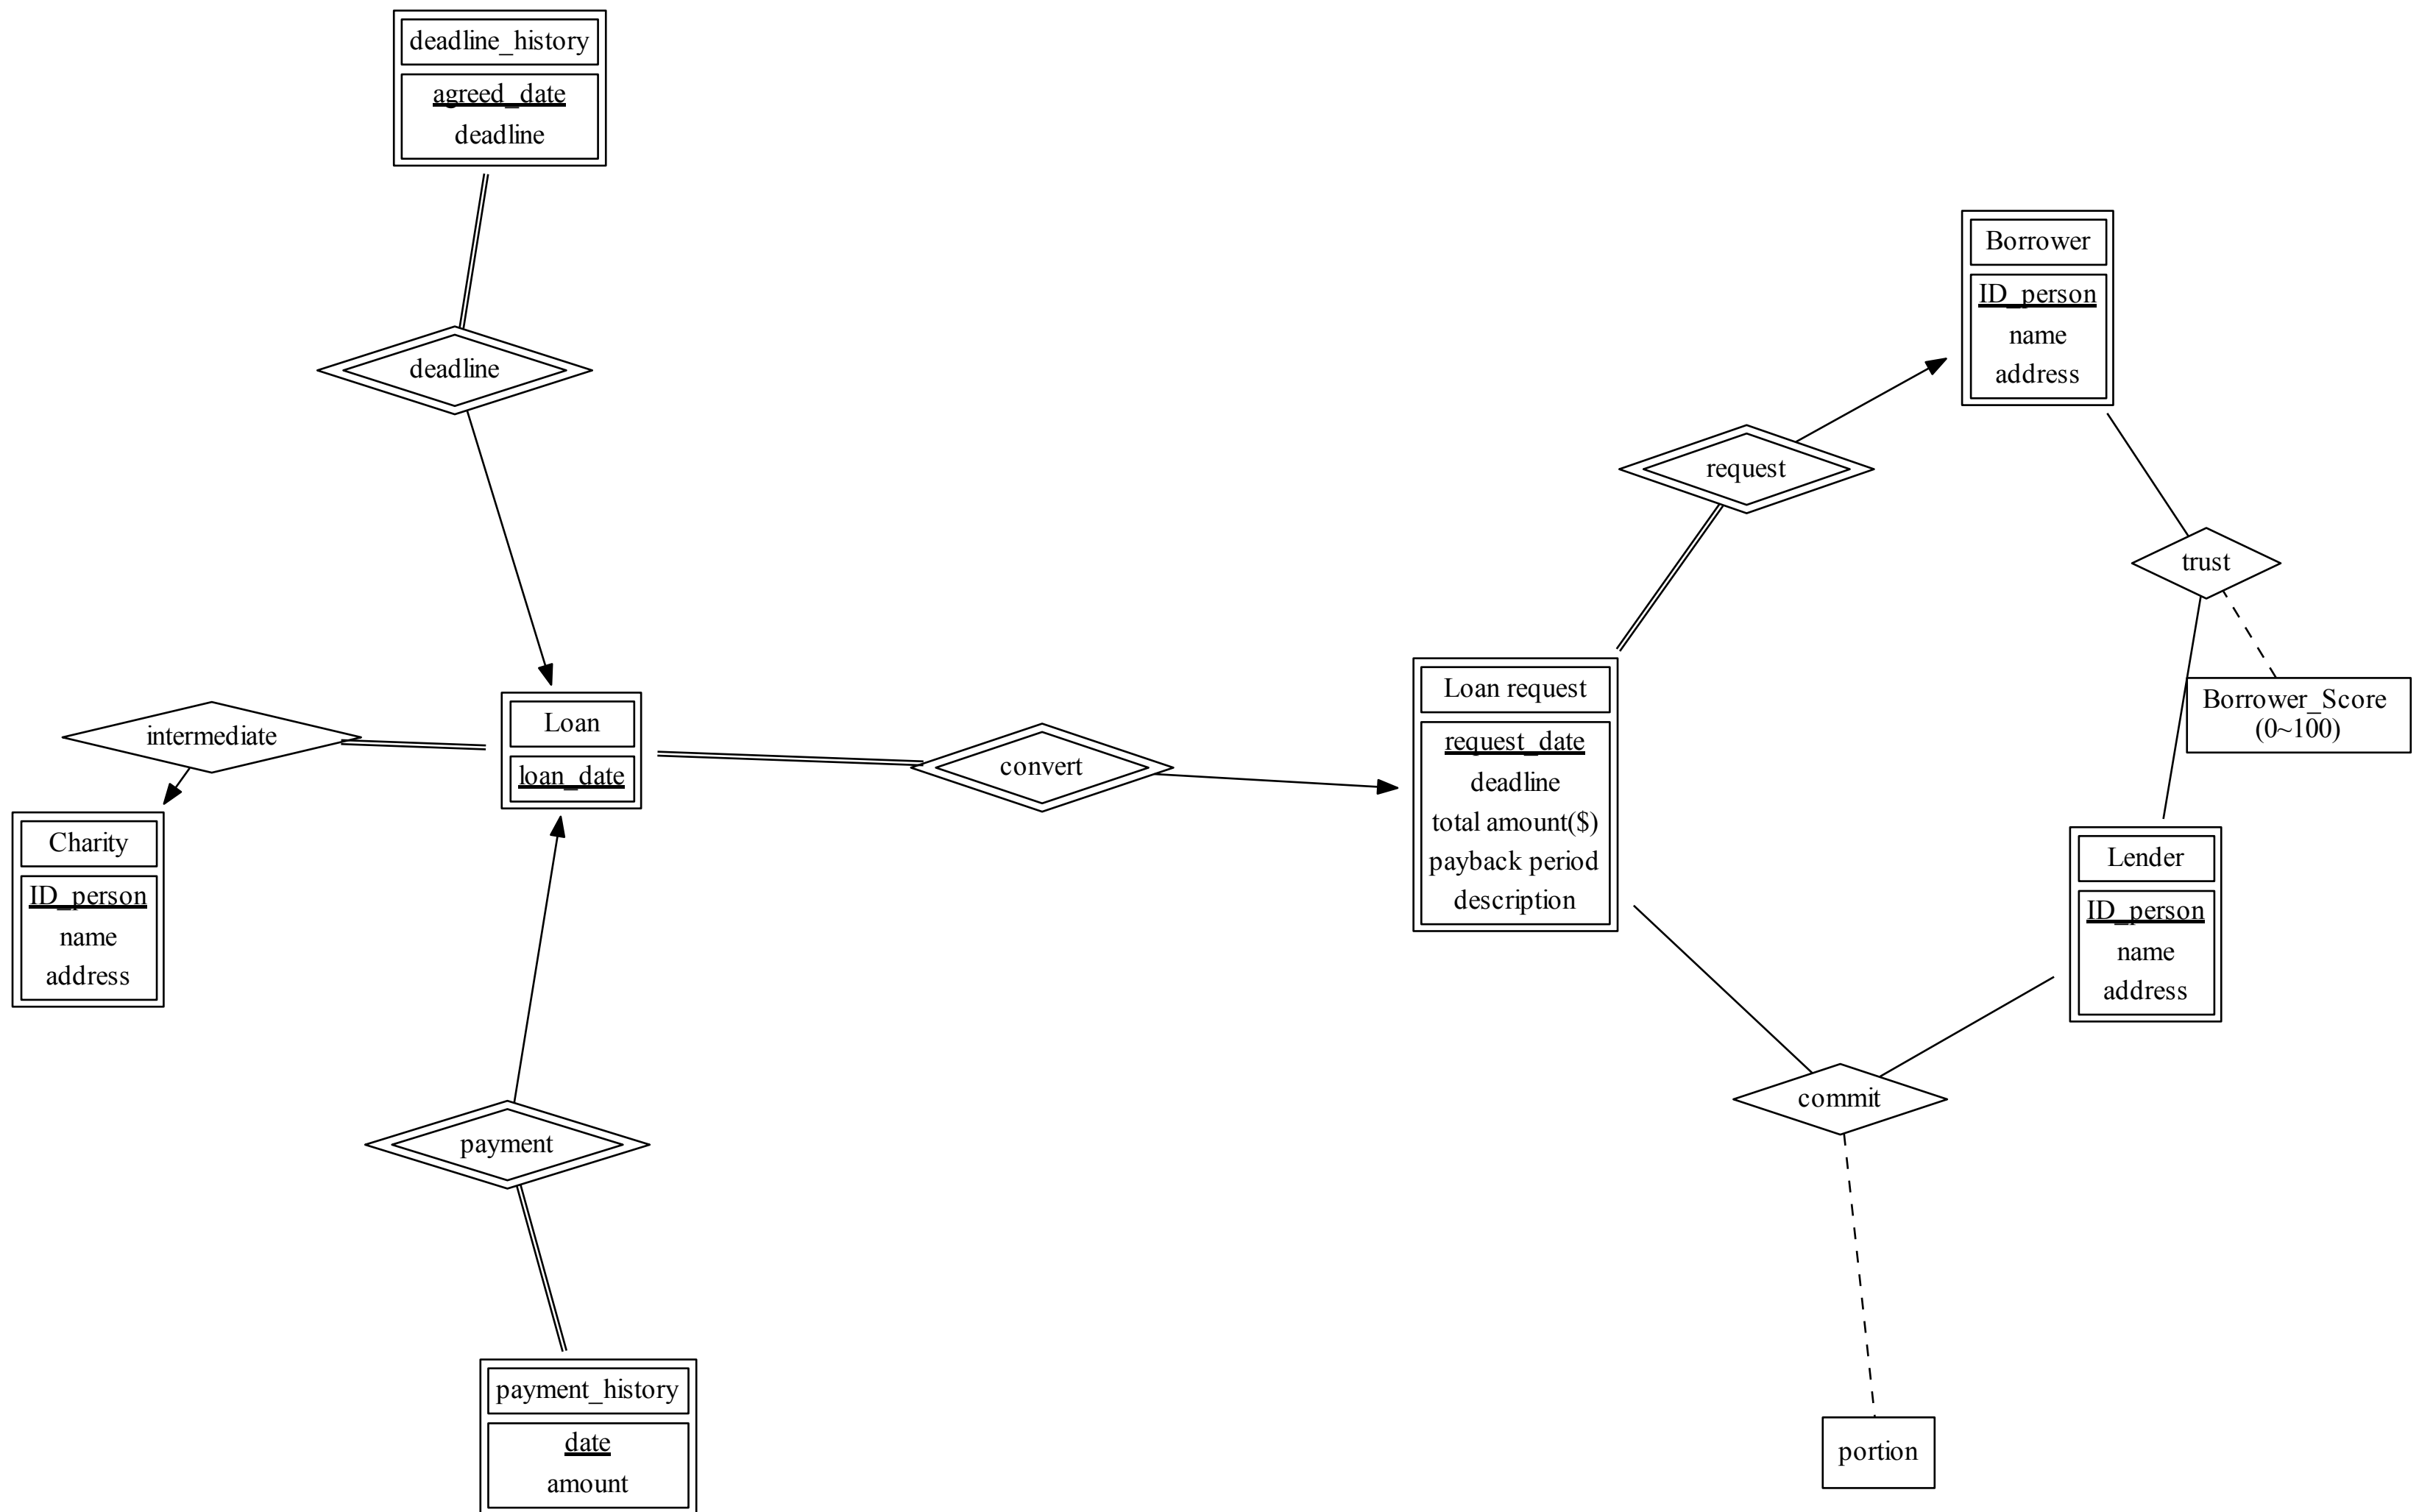 deadline_history
agreed_date
deadline
Borrower
ID_person
name
address
deadline
request
trust
Loan request
request_date
deadline
total amount($)
payback period
description
Borrower_Score
(0~100)
intermediate
Loan
loan_date
convert
Charity
ID_person
name
address
Lender
ID_person
name
address
commit
payment
payment_history
date
amount
portion